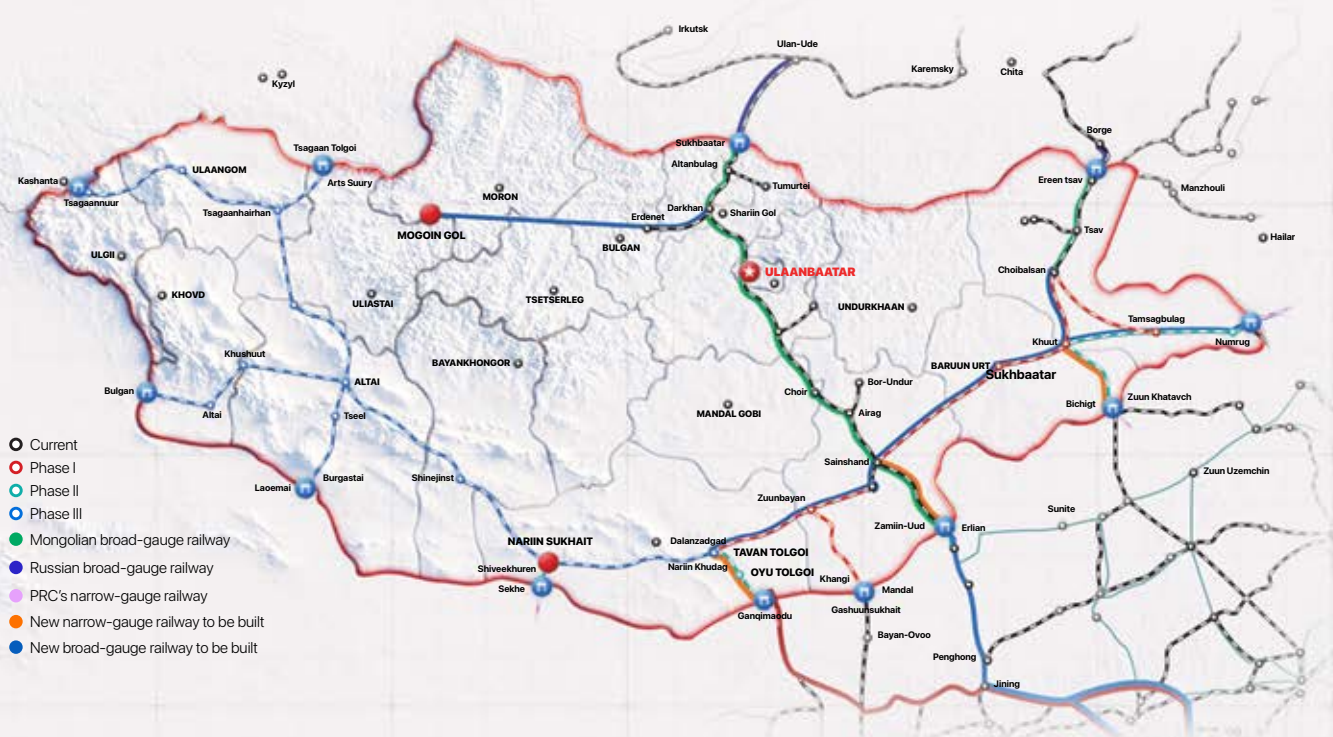 Irkutsk
Ulan-Ude
Karemsky
Chita
Kyzyl
Borge
Tsagaan Tolgoi
Sukhbaatar
Kashanta
ULAANGOM
Altanbulag
Ereen tsav
Manzhouli
Arts Suury
Tumurtei
Tsagaannuur
MORON
Tsagaanhairhan
Darkhan
Shariin Gol
Erdenet
Tsav
MOGOIN GOL
Hailar
BULGAN
ULGII
ULAANBAATAR
Choibalsan
KHOVD
ULIASTAI
TSETSERLEG
UNDURKHAAN
Tamsagbulag
Khuut
Numrug
Khushuut
BAYANKHONGOR
BARUUN URT
Sukhbaatar
ALTAI
Bor-Undur
Bulgan
Choir
Zuun Khatavch
Bichigt
Altai
Tseel
MANDAL GOBI
Airag
Current
Phase I
Phase II
Phase III
Mongolian broad-gauge railway
Russian broad-gauge railway
PRC's narrow-gauge railway
New narrow-gauge railway to be built
New broad-gauge railway to be built
Sainshand
Zuun Uzemchin
Laoemai
Burgastai
Shinejinst
Zuunbayan
Sunite
Zamiin-Uud
Erlian
NARIIN SUKHAIT
Dalanzadgad
TAVAN TOLGOI
Shiveekhuren
Nariin Khudag
OYU TOLGOI
Khangi
Sekhe
Mandal
Ganqimaodu
Gashuunsukhait
Bayan-Ovoo
Penghong
Jining